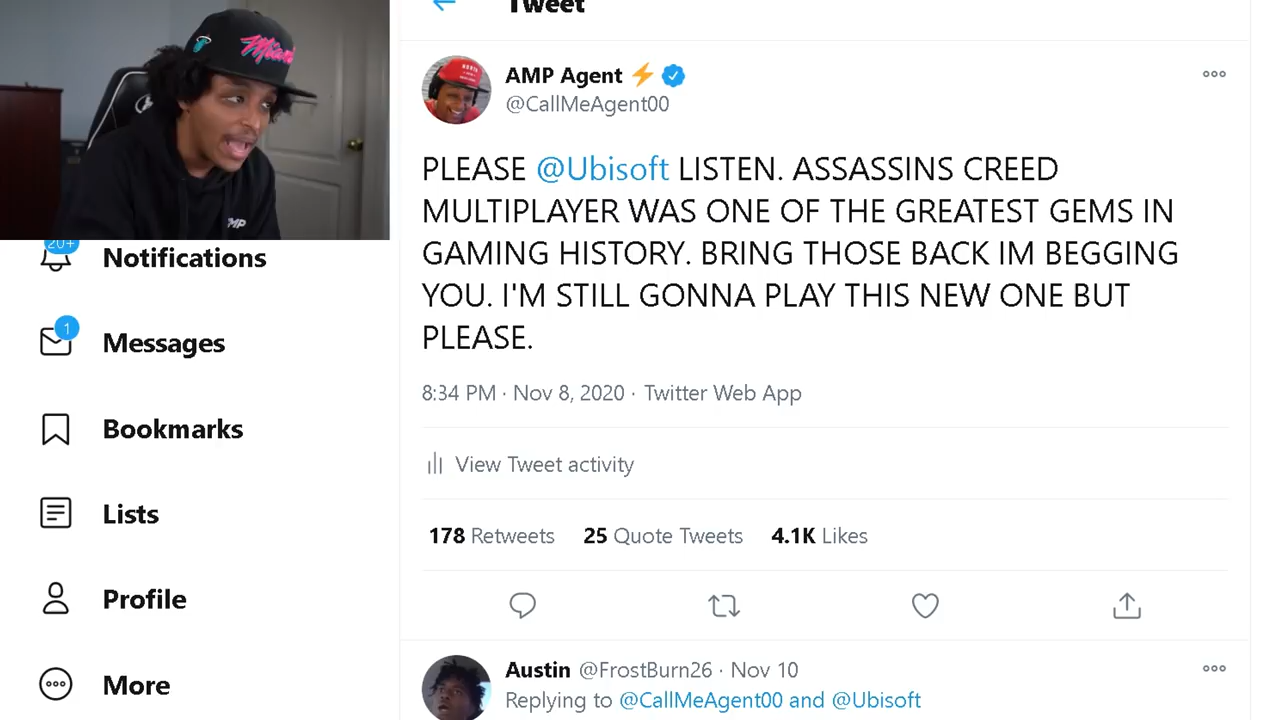 Tweet
Miami
AMP Agent
@CallMeAgent00
PLEASE @Ubisoft LISTEN. ASSASSINS CREED
MULTIPLAYER WAS ONE OF THE GREATEST GEMS IN
GAMING HISTORY. BRING THOSE BACK IM BEGGING
YOU. I'M STILL GONNA PLAY THIS NEW ONE BUT
PLEASE.
8:34 PM · Nov 8, 2020 · Twitter Web App
View Tweet activity
178 Retweets 25 Quote Tweets 4.1K Likes
Austin @FrostBurn26 · Nov 10
Replying to @CallMeAgent00 and @Ubisoft
20+
Notifications
1
Messages
Bookmarks
Lists
Profile
More